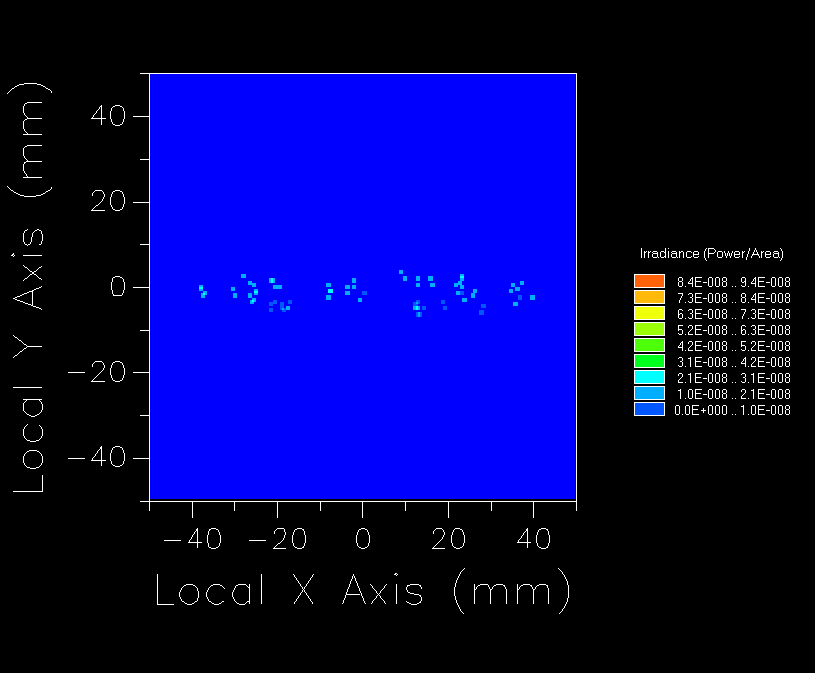 Local Y Axis (mm)
40
20
0
−20
−40
−40 −20 0 20 40
Local X Axis (mm)
Irradiance (Power/Area)
8.4E-008 .. 9.4E-008
7.3E-008 .. 8.4E-008
6.3E-008 .. 7.3E-008
5.2E-008 .. 6.3E-008
4.2E-008 .. 5.2E-008
3.1E-008 .. 4.2E-008
2.1E-008 .. 3.1E-008
1.0E-008 .. 2.1E-008
0.0E+000 .. 1.0E-008